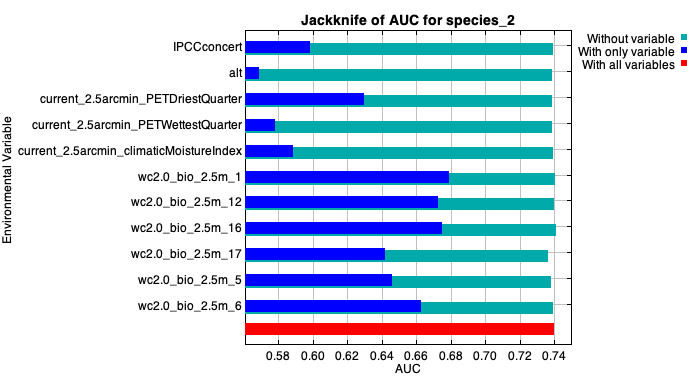 Jackknife of AUC for species_2
Without variable
With only variable
With all variables
Environmental Variable
IPCCconcert
alt
current_2.5arcmin_PETDriestQuarter
current_2.5arcmin_PETWettestQuarter
current_2.5arcmin_climaticMoistureIndex
wc2.0_bio_2.5m_1
wc2.0_bio_2.5m_12
wc2.0_bio_2.5m_16
wc2.0_bio_2.5m_17
wc2.0_bio_2.5m_5
wc2.0_bio_2.5m_6
0.58 0.60 0.62 0.64 0.66 0.68 0.70 0.72 0.74
AUC